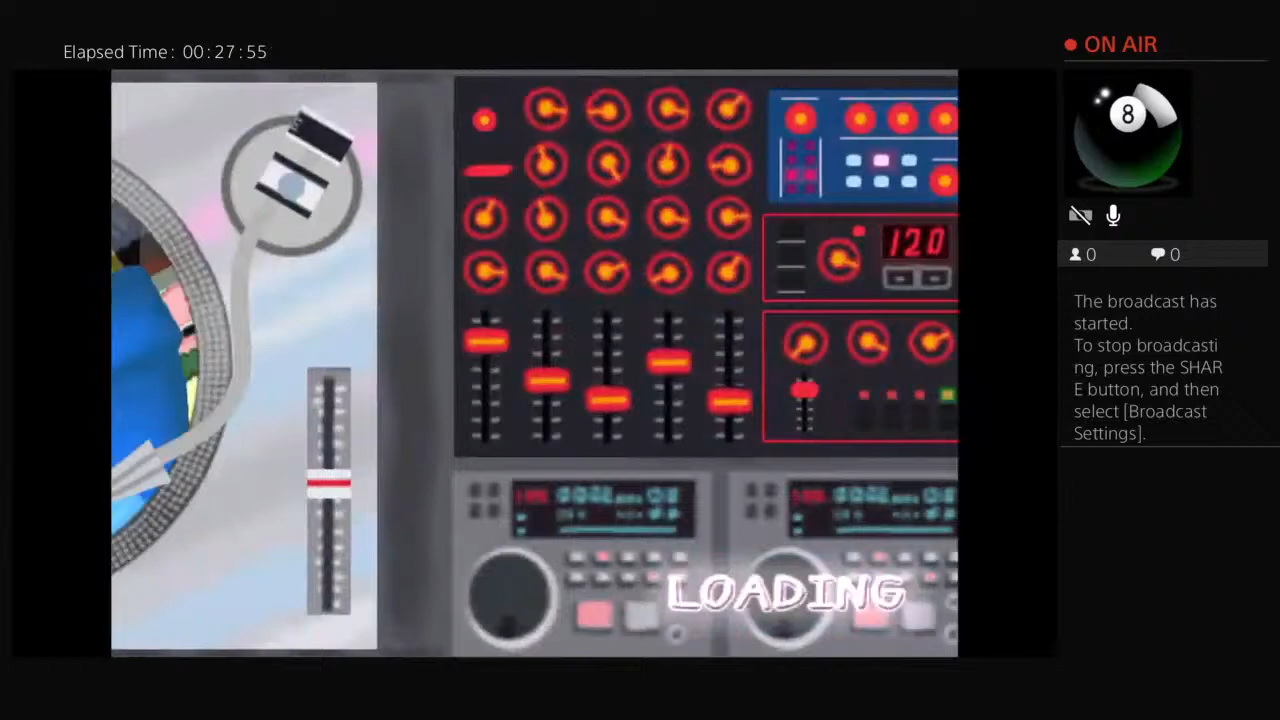 Elapsed Time: 00:27:55
ON AIR
8
0 0
The broadcast has
started.
To stop broadcasti
ng, press the SHAR
E button, and then
select [Broadcast
Settings].
120
LOADING